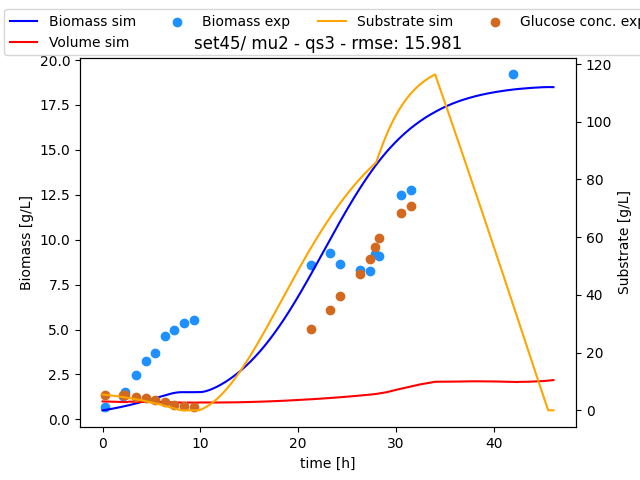 Biomass sim
Biomass exp
Substrate sim
Glucose conc. exp
Volume sim
set45/ mu2 - qs3 - rmse: 15.981
20.0
17.5
15.0
12.5
10.0
7.5
5.0
2.5
0.0
Biomass [g/L]
120
100
80
60
40
20
0
Substrate [g/L]
0
10
20
30
40
time [h]